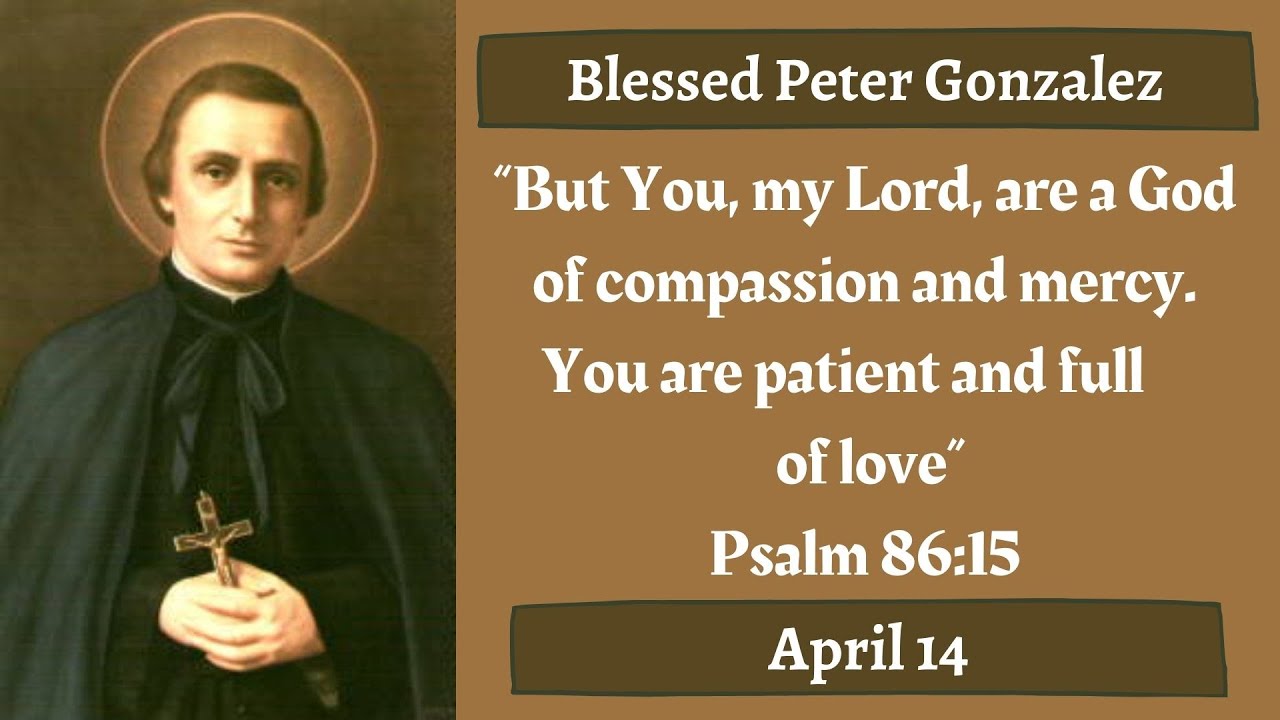 Blessed Peter Gonzalez
"But You, my Lord, are a God
of compassion and mercy.
You are patient and full
of love"
Psalm 86:15
April 14